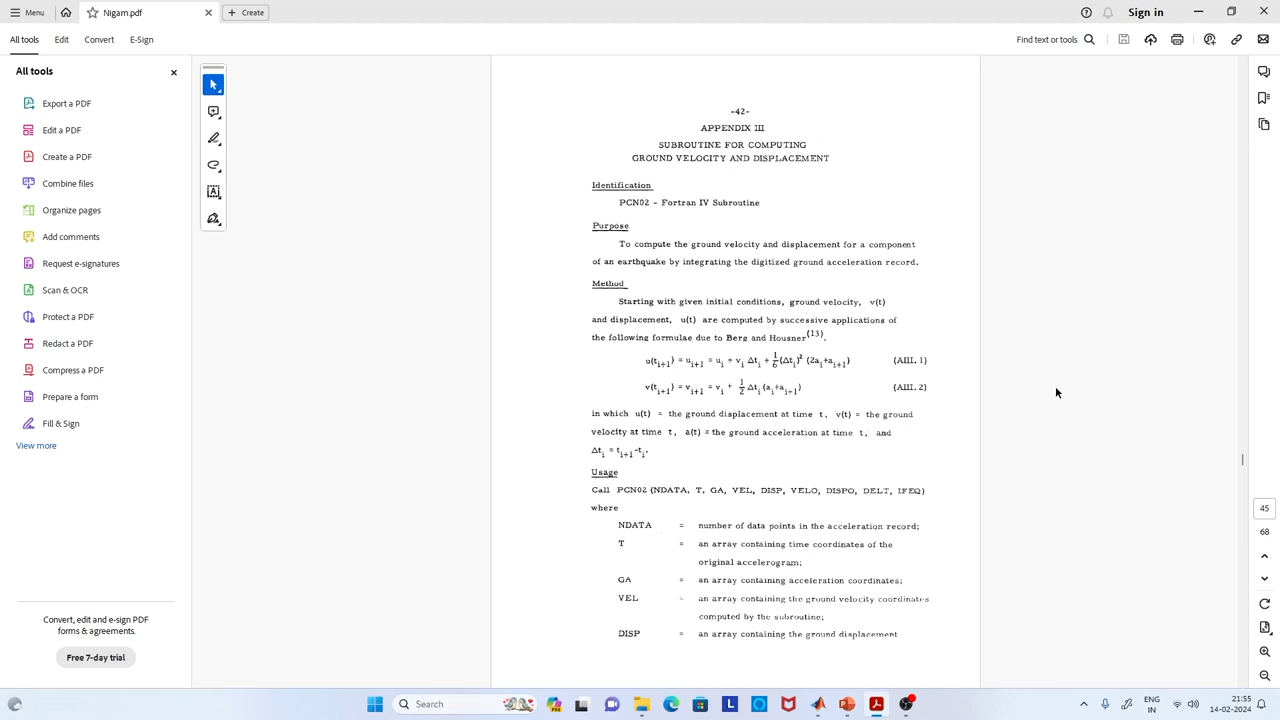 Menu
Nigam.pdf
Create
Sign in
All tools
Edit
Convert
E-Sign
Find text or tools
All tools
Export a PDF
Edit a PDF
Create a PDF
Combine files
Organize pages
Add comments
Request e-signatures
Scan & OCR
Protect a PDF
Redact a PDF
Compress a PDF
Prepare a form
Fill & Sign
View more
Convert, edit and e-sign PDF
forms & agreements.
Free 7-day trial
-42-
APPENDIX III
SUBROUTINE FOR COMPUTING
GROUND VELOCITY AND DISPLACEMENT
Identification
PCN02 - Fortran IV Subroutine
Purpose
To compute the ground velocity and displacement for a component
of an earthquake by integrating the digitized ground acceleration record.
Method
Starting with given initial conditions, ground velocity, v(t)
and displacement, u(t) are computed by successive applications of
the following formulae due to Berg and Housner(13).
u(t_{i+1}) = u_{i+1} = u_i + v_i Δt_i + 1/6 (Δt_i)² (2a_i+a_{i+1}) (AIII. 1)
v(t_{i+1}) = v_{i+1} = v_i + 1/2 Δt_i (a_i+a_{i+1}) (AIII. 2)
in which u(t) = the ground displacement at time t, v(t) = the ground
velocity at time t, a(t) = the ground acceleration at time t, and
Δt_i = t_{i+1}-t_i.
Usage
Call PCN02 (NDATA, T, GA, VEL, DISP, VELO, DISPO, DELT, IFEQ)
where
NDATA = number of data points in the acceleration record;
T = an array containing time coordinates of the
original accelerogram;
GA = an array containing acceleration coordinates;
VEL = an array containing the ground velocity coordinates
computed by the subroutine;
DISP = an array containing the ground displacement
45
68
Search
ENG
IN
21:55
14-02-2024